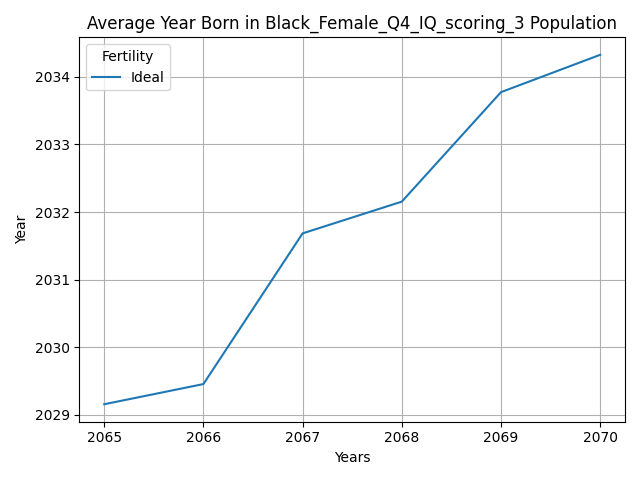 Average Year Born in Black_Female_Q4_IQ_scoring_3 Population
Fertility
Ideal
2034
2033
2032
2031
2030
2029
Year
2065 2066 2067 2068 2069 2070
Years